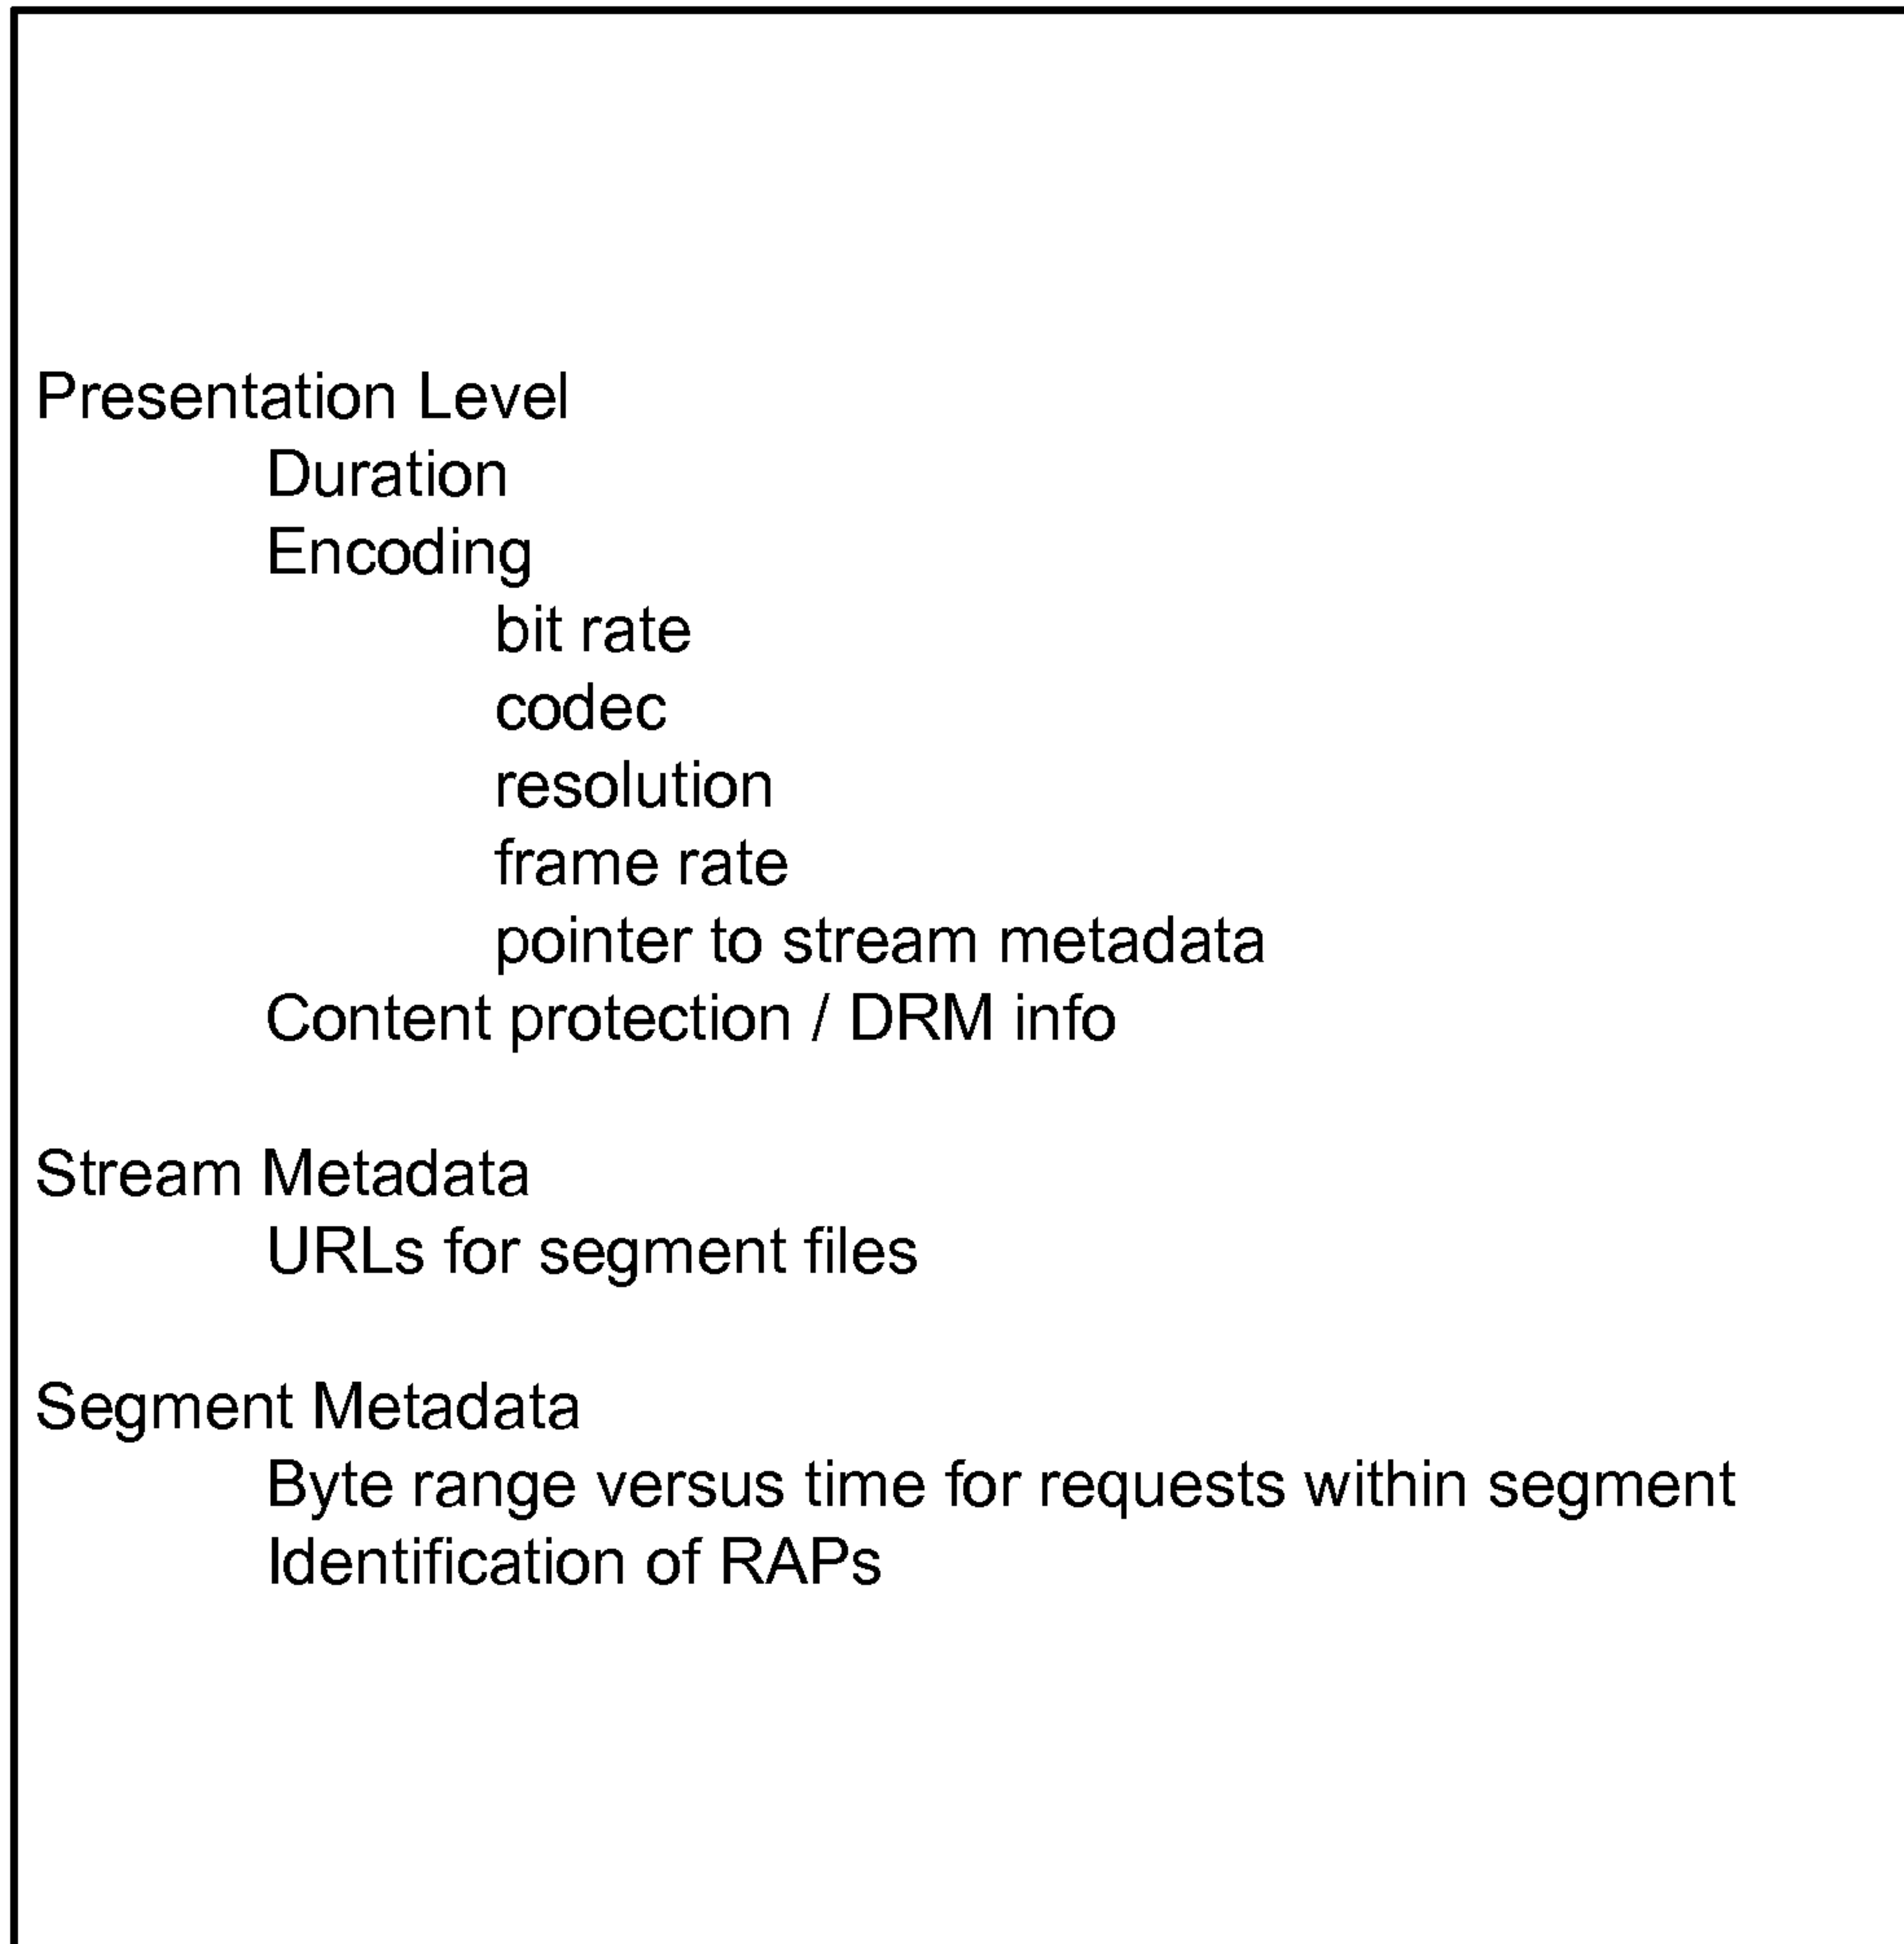 Presentation Level
Duration
Encoding
bit rate
codec
resolution
frame rate
pointer to stream metadata
Content protection / DRM info
Stream Metadata
URLs for segment files
Segment Metadata
Byte range versus time for requests within segment
Identification of RAPs